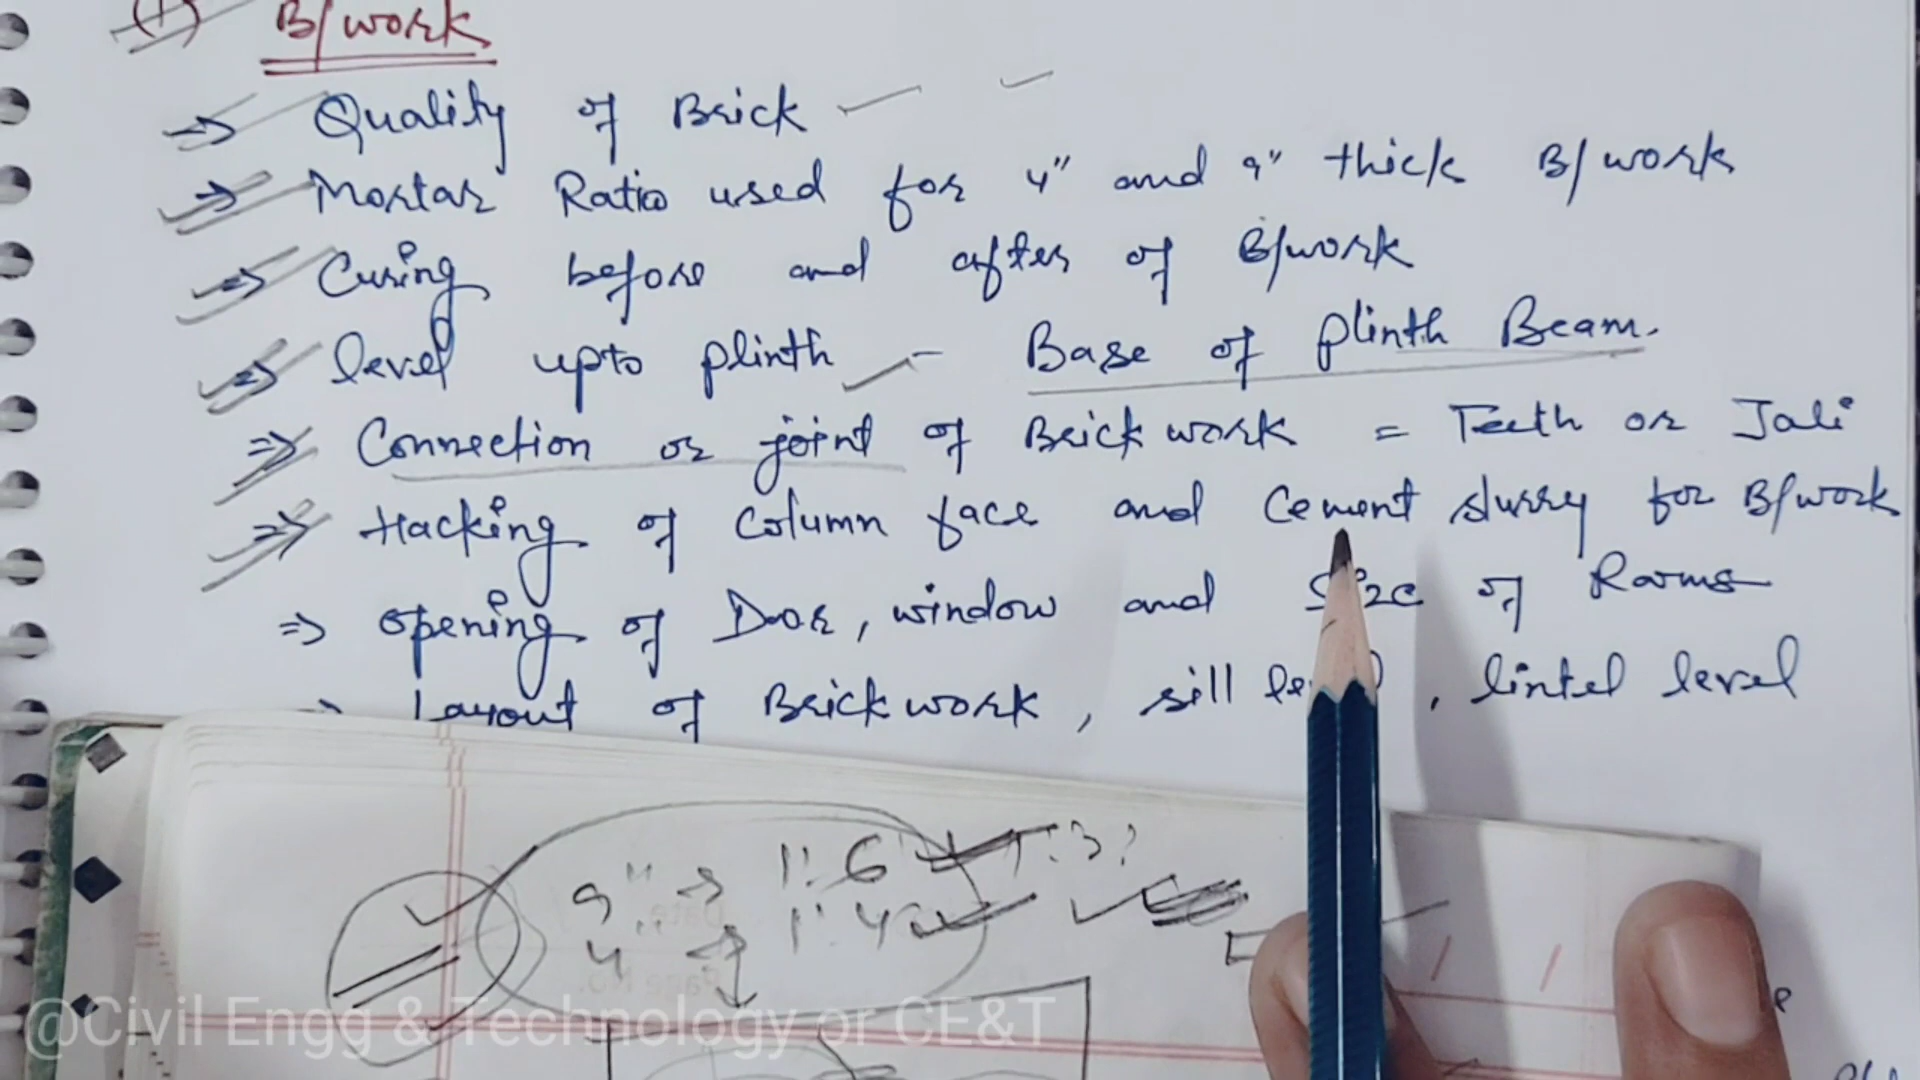 (1) B/work
⇒ Quality of Brick
⇒ Mortar Ratio used for 4" and 9" thick B/work
⇒ Curing before and after of B/work
⇒ level upto plinth - Base of plinth Beam.
⇒ Connection or joint of Brickwork = Teeth or Jali
⇒ Hacking of Column face and Cement slurry for B/work
⇒ opening of Door, window and Size of Rooms
⇒ Layout of Brickwork, sill level, lintel level
9" → 1:6
4" → 1:4
@Civil Engg & Technology or CE&T